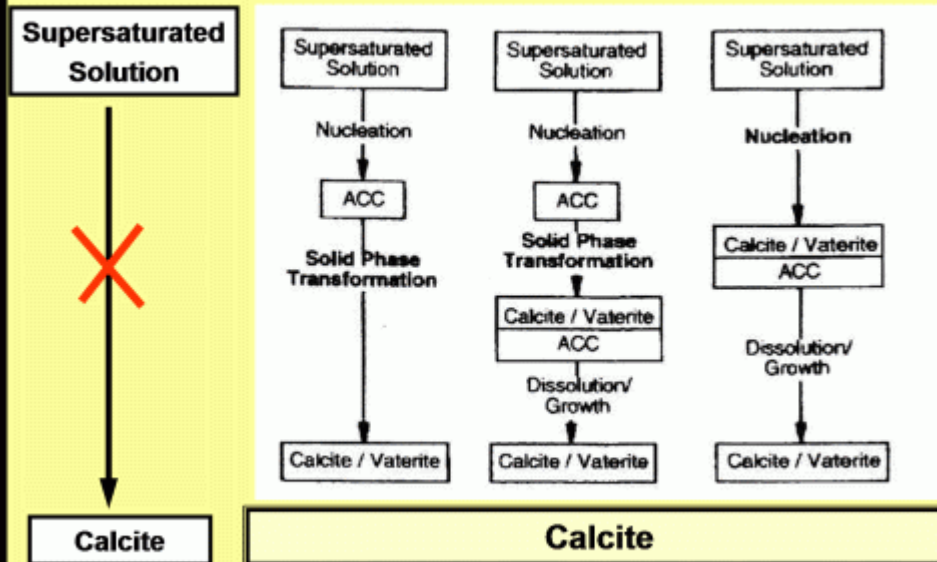 Supersaturated
Solution
Calcite
Supersaturated
Solution
Nucleation
ACC
Solid Phase
Transformation
Calcite / Vaterite
Supersaturated
Solution
Nucleation
ACC
Solid Phase
Transformation
Calcite / Vaterite
ACC
Dissolution/
Growth
Calcite / Vaterite
Supersaturated
Solution
Nucleation
Calcite / Vaterite
ACC
Dissolution/
Growth
Calcite / Vaterite
Calcite